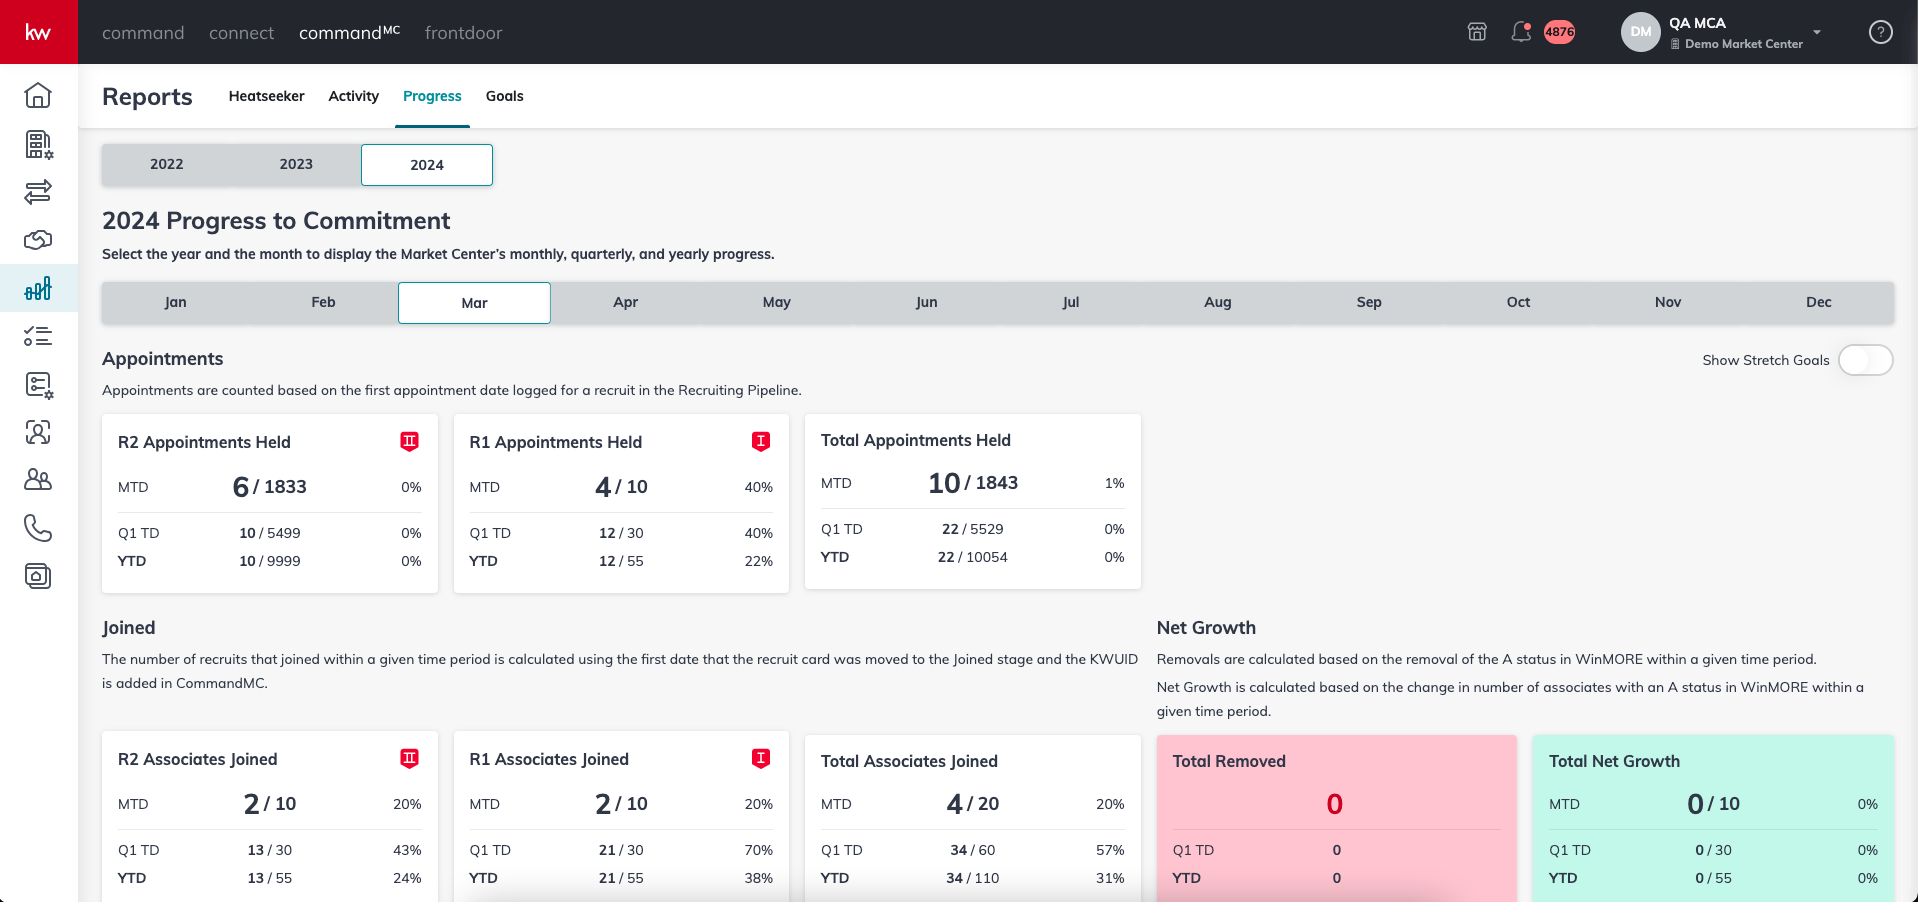 kw
command connect commandMC frontdoor
4876
DM
QA MCA
Demo Market Center
?
Reports Heatseeker Activity Progress Goals
2022 2023 2024
2024 Progress to Commitment
Select the year and the month to display the Market Center's monthly, quarterly, and yearly progress.
Jan Feb Mar Apr May Jun Jul Aug Sep Oct Nov Dec
Appointments
Show Stretch Goals
Appointments are counted based on the first appointment date logged for a recruit in the Recruiting Pipeline.
R2 Appointments Held II
MTD 6 / 1833 0%
Q1 TD 10 / 5499 0%
YTD 10 / 9999 0%
R1 Appointments Held I
MTD 4 / 10 40%
Q1 TD 12 / 30 40%
YTD 12 / 55 22%
Total Appointments Held
MTD 10 / 1843 1%
Q1 TD 22 / 5529 0%
YTD 22 / 10054 0%
Joined
The number of recruits that joined within a given time period is calculated using the first date that the recruit card was moved to the Joined stage and the KWUID
is added in CommandMC.
Net Growth
Removals are calculated based on the removal of the A status in WinMORE within a given time period.
Net Growth is calculated based on the change in number of associates with an A status in WinMORE within a
given time period.
R2 Associates Joined II
MTD 2 / 10 20%
Q1 TD 13 / 30 43%
YTD 13 / 55 24%
R1 Associates Joined I
MTD 2 / 10 20%
Q1 TD 21 / 30 70%
YTD 21 / 55 38%
Total Associates Joined
MTD 4 / 20 20%
Q1 TD 34 / 60 57%
YTD 34 / 110 31%
Total Removed
0
Q1 TD 0
YTD 0
Total Net Growth
MTD 0 / 10 0%
Q1 TD 0 / 30 0%
YTD 0 / 55 0%